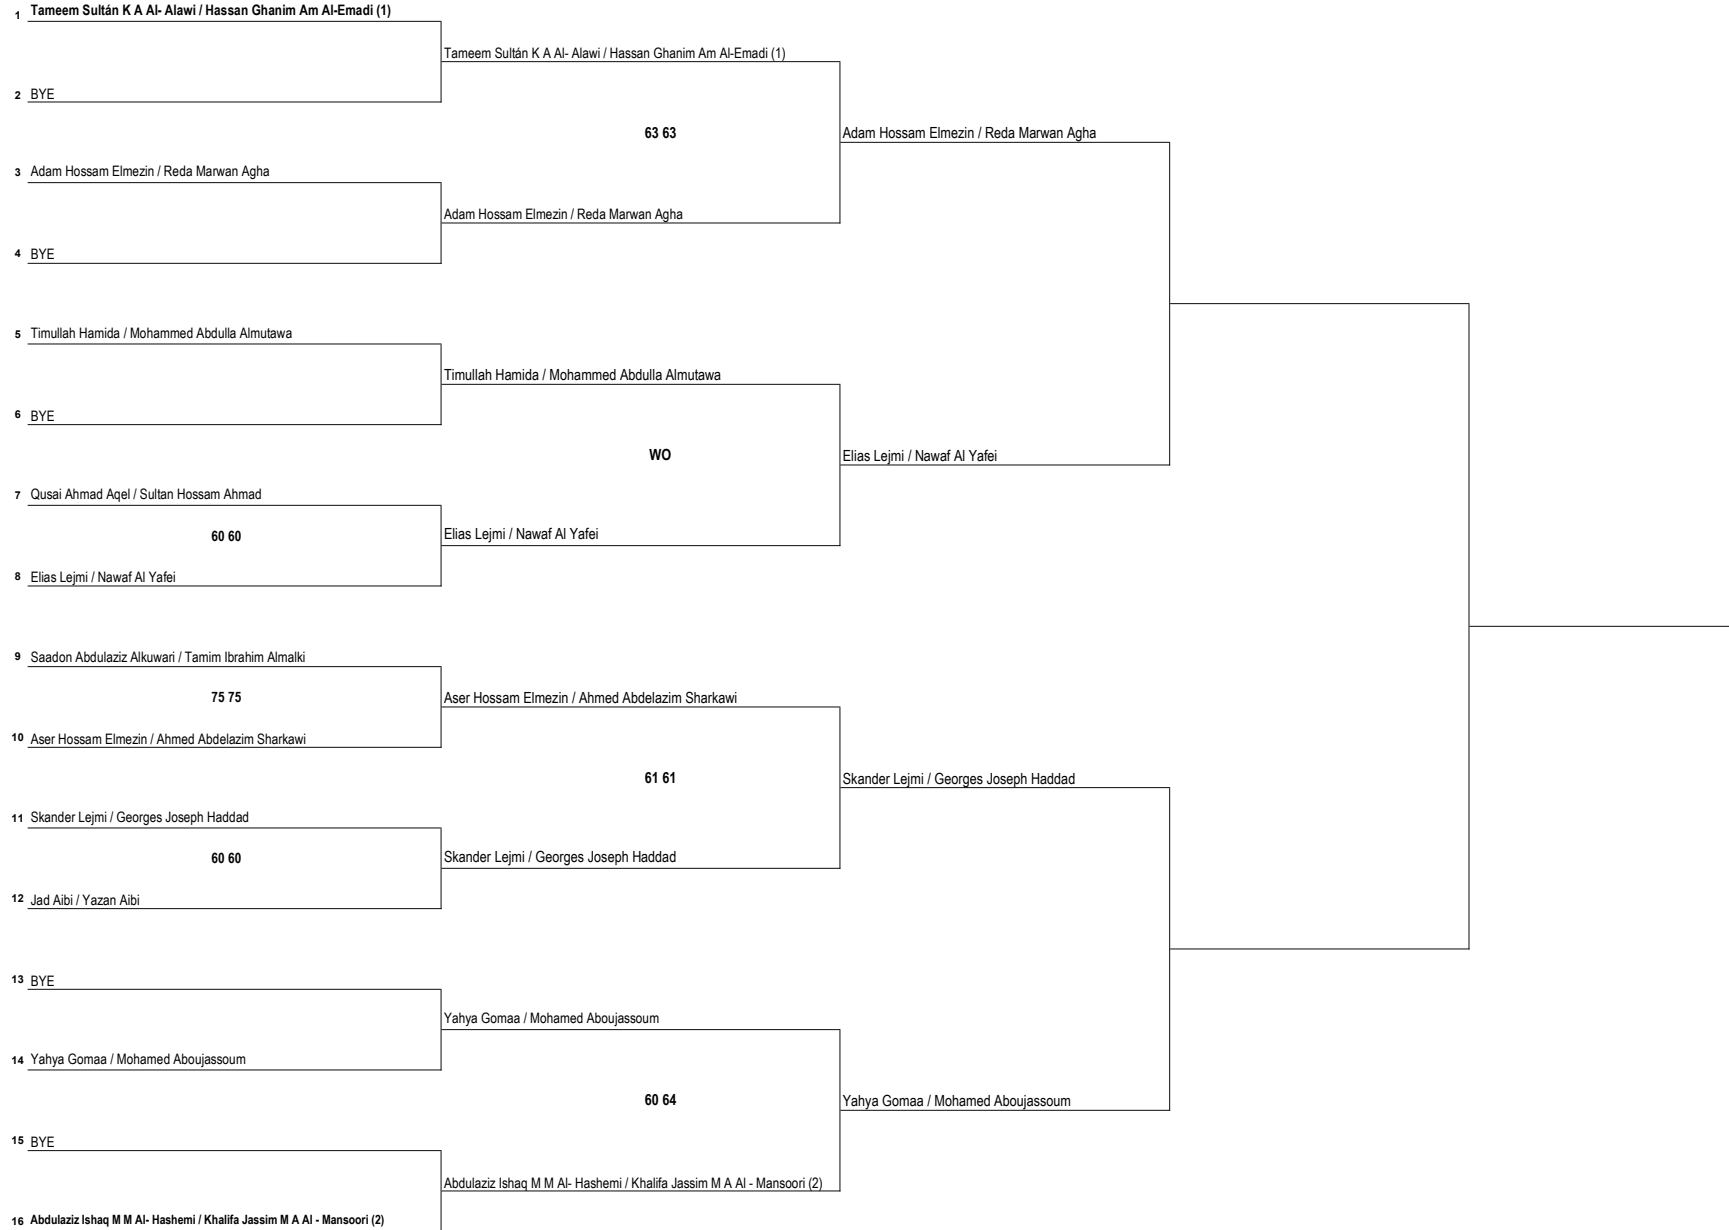 1 Tameem Sultán K A Al- Alawi / Hassan Ghanim Am Al-Emadi (1)
Tameem Sultán K A Al- Alawi / Hassan Ghanim Am Al-Emadi (1)
2 BYE
63 63
Adam Hossam Elmezin / Reda Marwan Agha
3 Adam Hossam Elmezin / Reda Marwan Agha
Adam Hossam Elmezin / Reda Marwan Agha
4 BYE
5 Timullah Hamida / Mohammed Abdulla Almutawa
Timullah Hamida / Mohammed Abdulla Almutawa
6 BYE
WO
Elias Lejmi / Nawaf Al Yafei
7 Qusai Ahmad Aqel / Sultan Hossam Ahmad
60 60
Elias Lejmi / Nawaf Al Yafei
8 Elias Lejmi / Nawaf Al Yafei
9 Saadon Abdulaziz Alkuwari / Tamim Ibrahim Almalki
75 75
Aser Hossam Elmezin / Ahmed Abdelazim Sharkawi
10 Aser Hossam Elmezin / Ahmed Abdelazim Sharkawi
61 61
Skander Lejmi / Georges Joseph Haddad
11 Skander Lejmi / Georges Joseph Haddad
60 60
Skander Lejmi / Georges Joseph Haddad
12 Jad Aibi / Yazan Aibi
13 BYE
Yahya Gomaa / Mohamed Aboujassoum
14 Yahya Gomaa / Mohamed Aboujassoum
60 64
Yahya Gomaa / Mohamed Aboujassoum
15 BYE
Abdulaziz Ishaq M M Al- Hashemi / Khalifa Jassim M A Al - Mansoori (2)
16 Abdulaziz Ishaq M M Al- Hashemi / Khalifa Jassim M A Al - Mansoori (2)